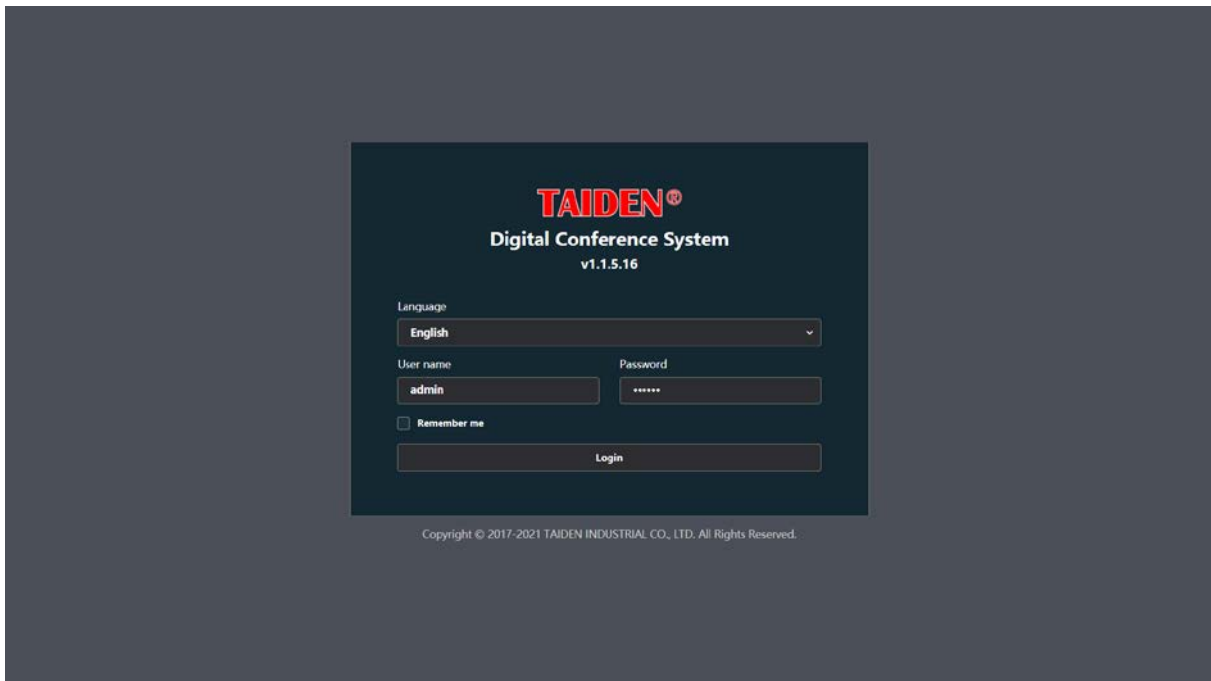 TAIDEN®
Digital Conference System
v1.1.5.16
Language
English
User name
Password
admin
••••••
Remember me
Login
Copyright © 2017-2021 TAIDEN INDUSTRIAL CO., LTD. All Rights Reserved.